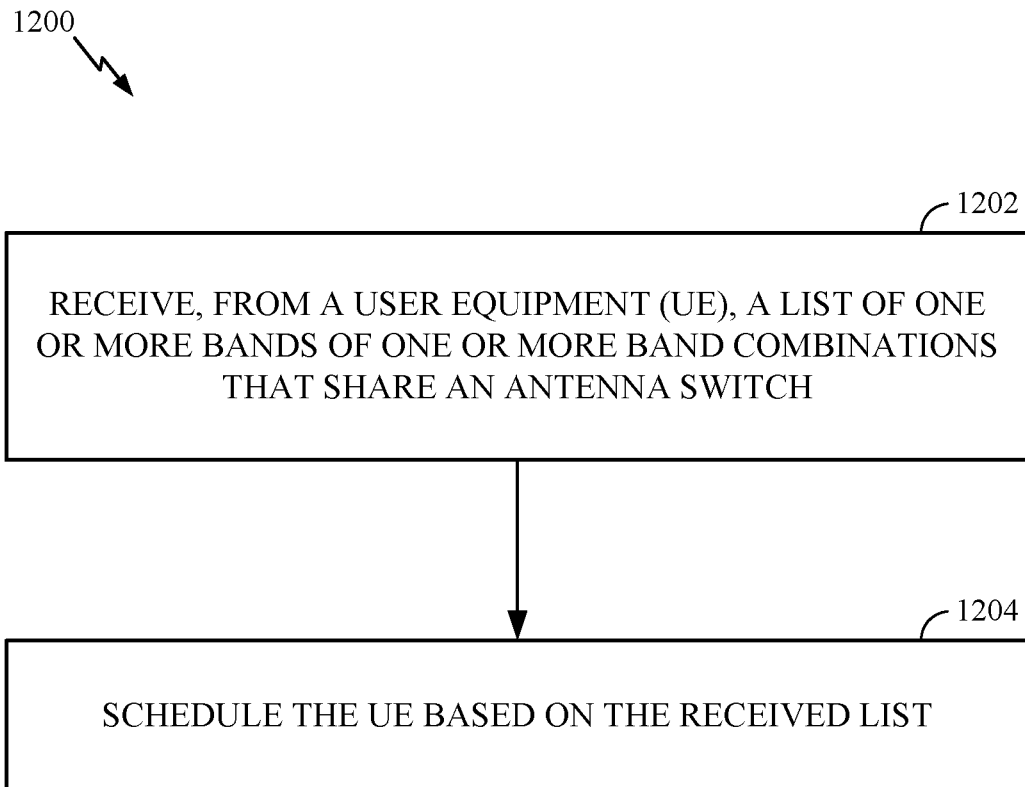 1200
1202
RECEIVE, FROM A USER EQUIPMENT (UE), A LIST OF ONE
OR MORE BANDS OF ONE OR MORE BAND COMBINATIONS
THAT SHARE AN ANTENNA SWITCH
1204
SCHEDULE THE UE BASED ON THE RECEIVED LIST